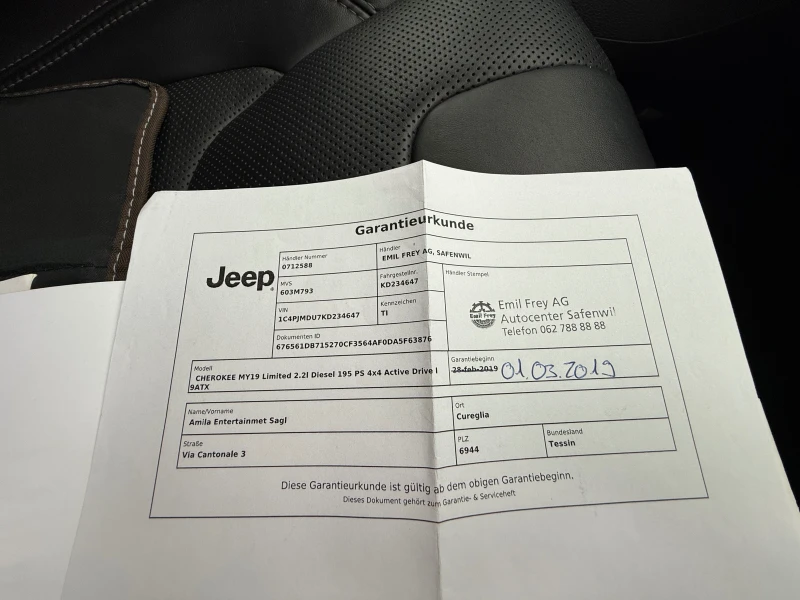 Garantieurkunde
Jeep
Händler Nummer
0712588
Händler
EMIL FREY AG, SAFENWIL
MVS
603M793
Fahrgestellnr.
KD234647
Händler Stempel
VIN
1C4PJMDU7KD234647
Kennzeichen
TI
Emil Frey
Emil Frey AG
Autocenter Safenwil
Telefon 062 788 88 88
Dokumenten ID
676561DB715270CF3564AF0DA5F63876
Modell
CHEROKEE MY19 Limited 2.2l Diesel 195 PS 4x4 Active Drive I
9ATX
Garantiebeginn
28-feb-2019 01.03.2019
Name/Vorname
Amila Entertainmet Sagl
Ort
Cureglia
Straße
Via Cantonale 3
PLZ
6944
Bundesland
Tessin
Diese Garantieurkunde ist gültig ab dem obigen Garantiebeginn.
Dieses Dokument gehört zum Garantie- & Serviceheft